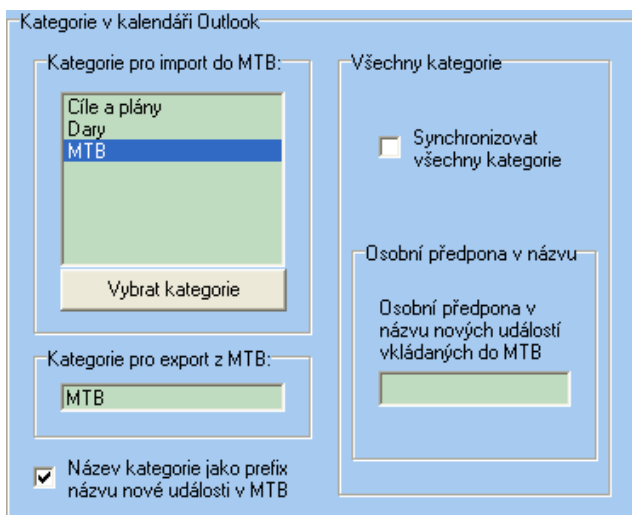 Kategorie v kalendáři Outlook
Kategorie pro import do MTB:
Cíle a plány
Dary
MTB
Vybrat kategorie
Kategorie pro export z MTB:
MTB
Název kategorie jako prefix
názvu nové události v MTB
Všechny kategorie
Synchronizovat
všechny kategorie
Osobní předpona v názvu
Osobní předpona v
názvu nových událostí
vkládaných do MTB